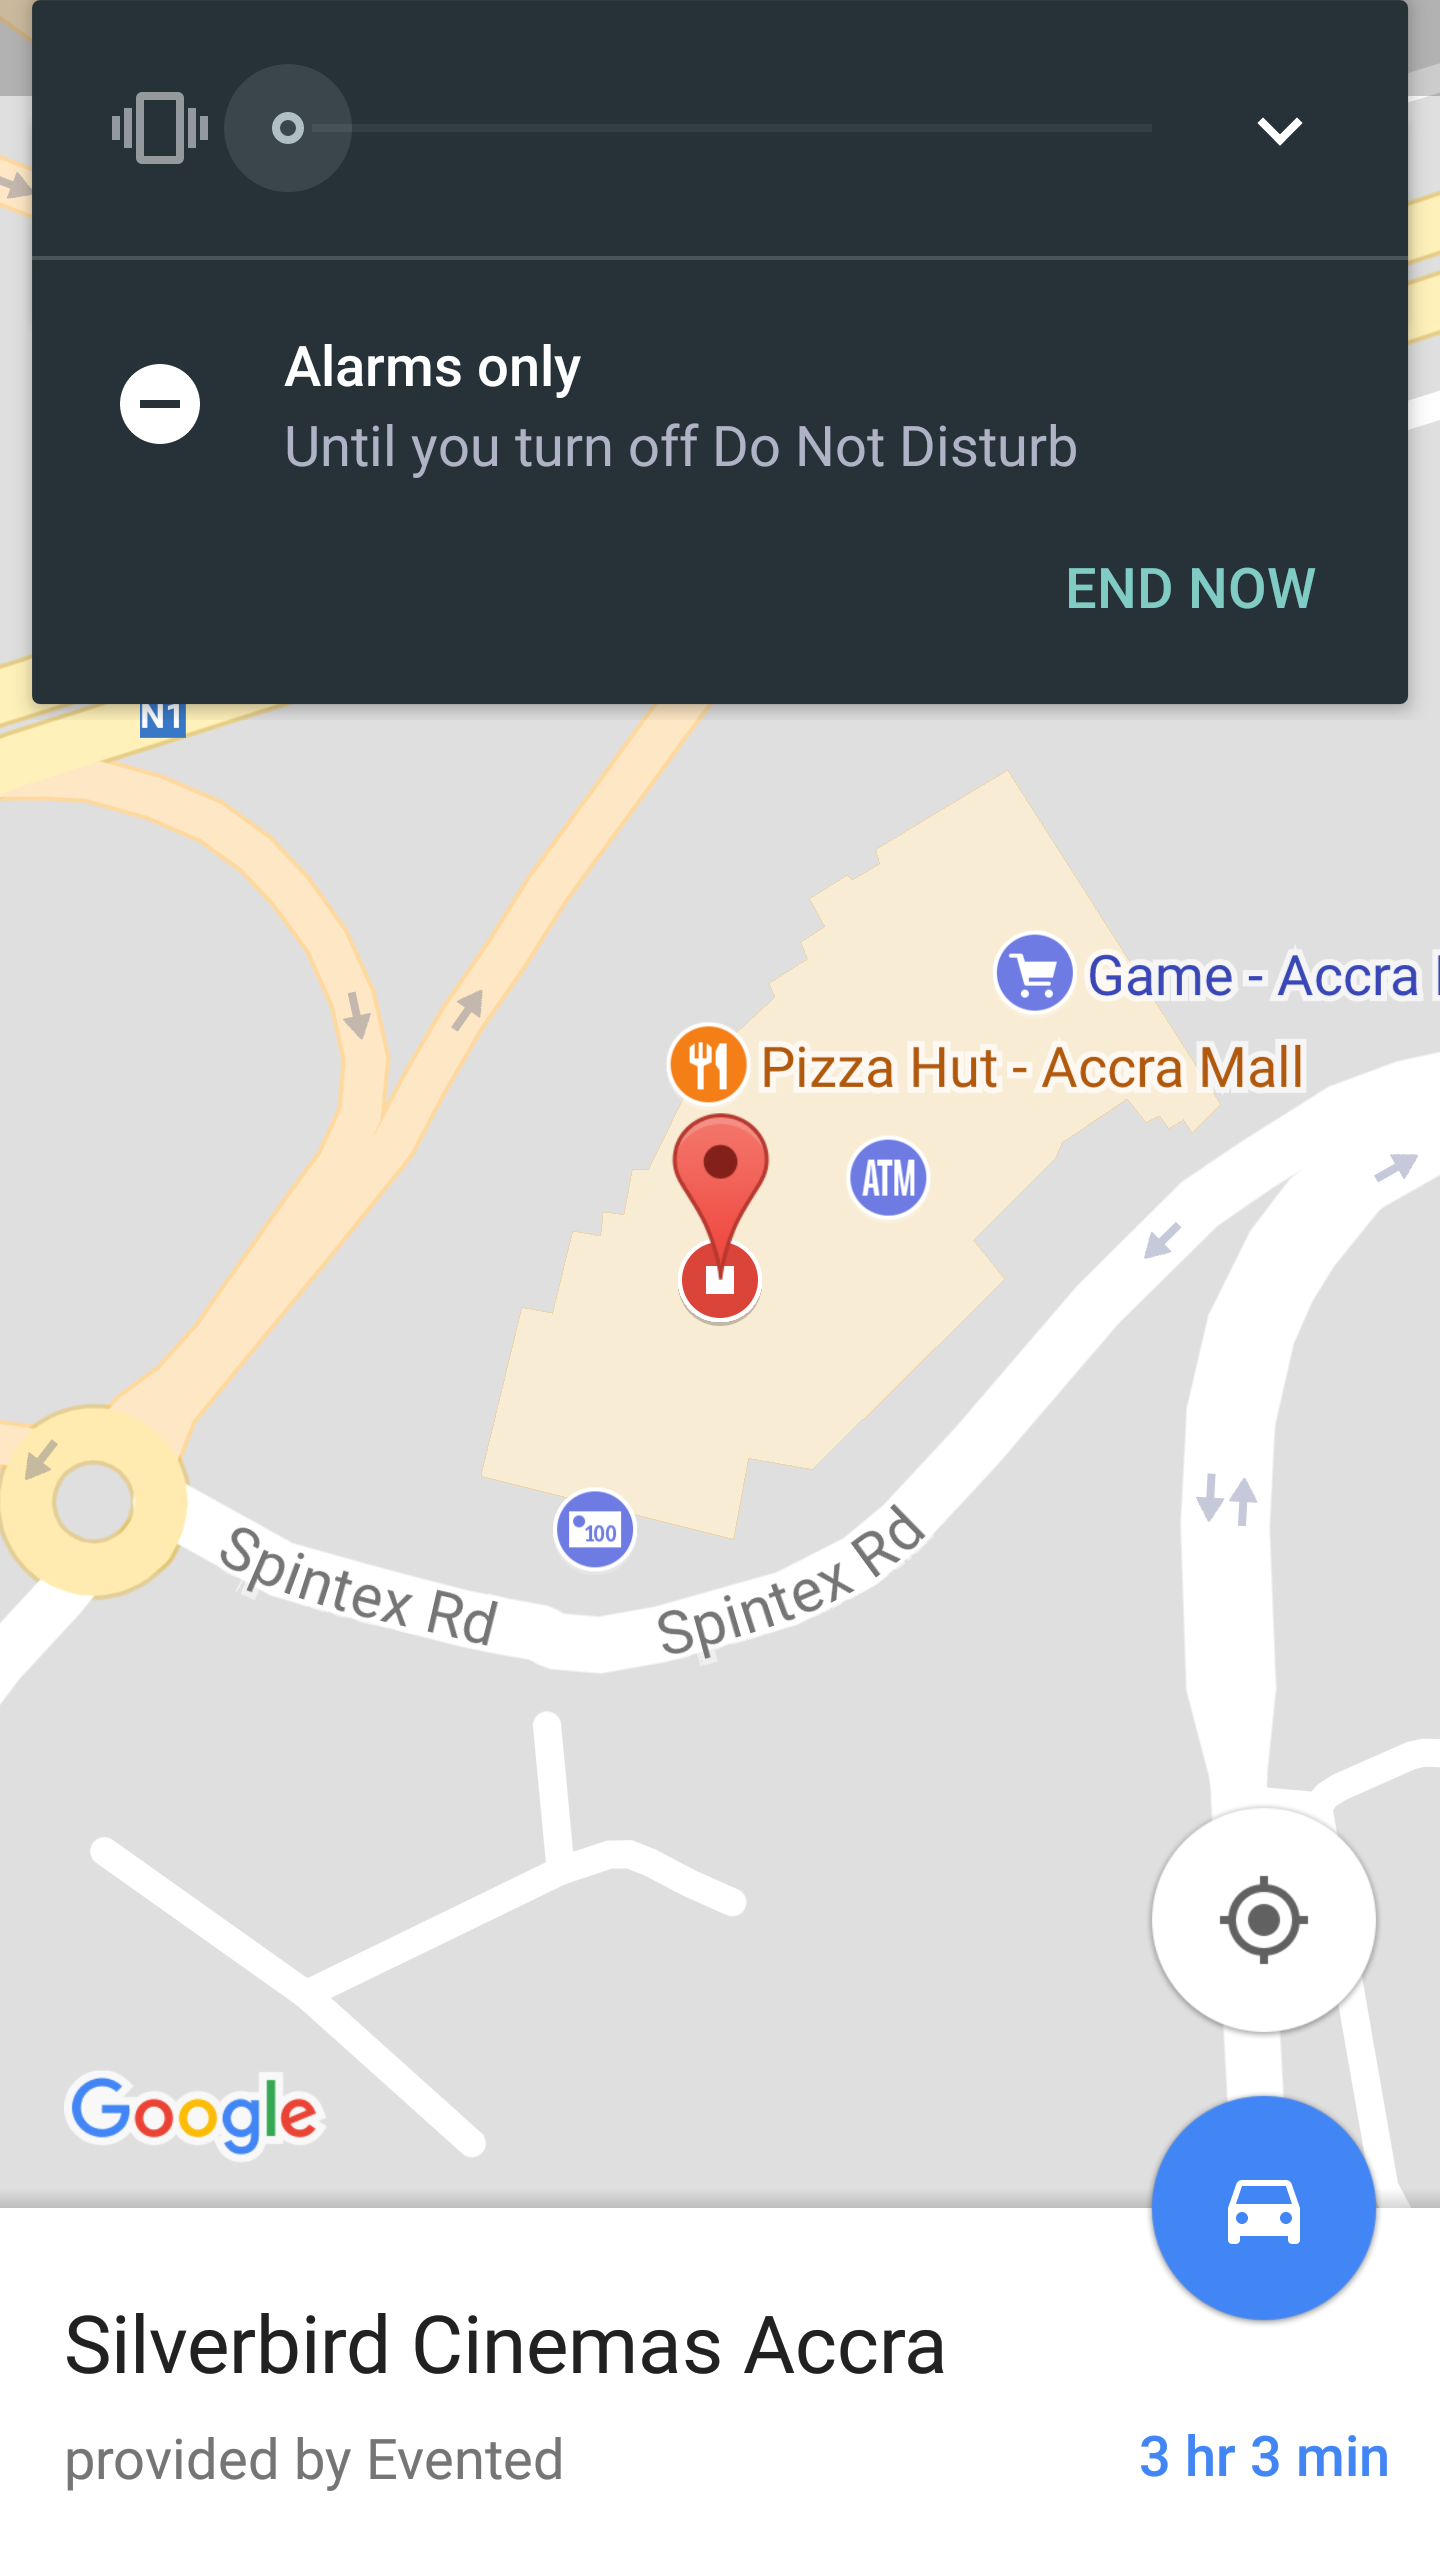 Alarms only
Until you turn off Do Not Disturb
END NOW
N1
Game - Accra
Pizza Hut - Accra Mall
ATM
100
Spintex Rd
Spintex Rd
Google
Silverbird Cinemas Accra
provided by Evented
3 hr 3 min